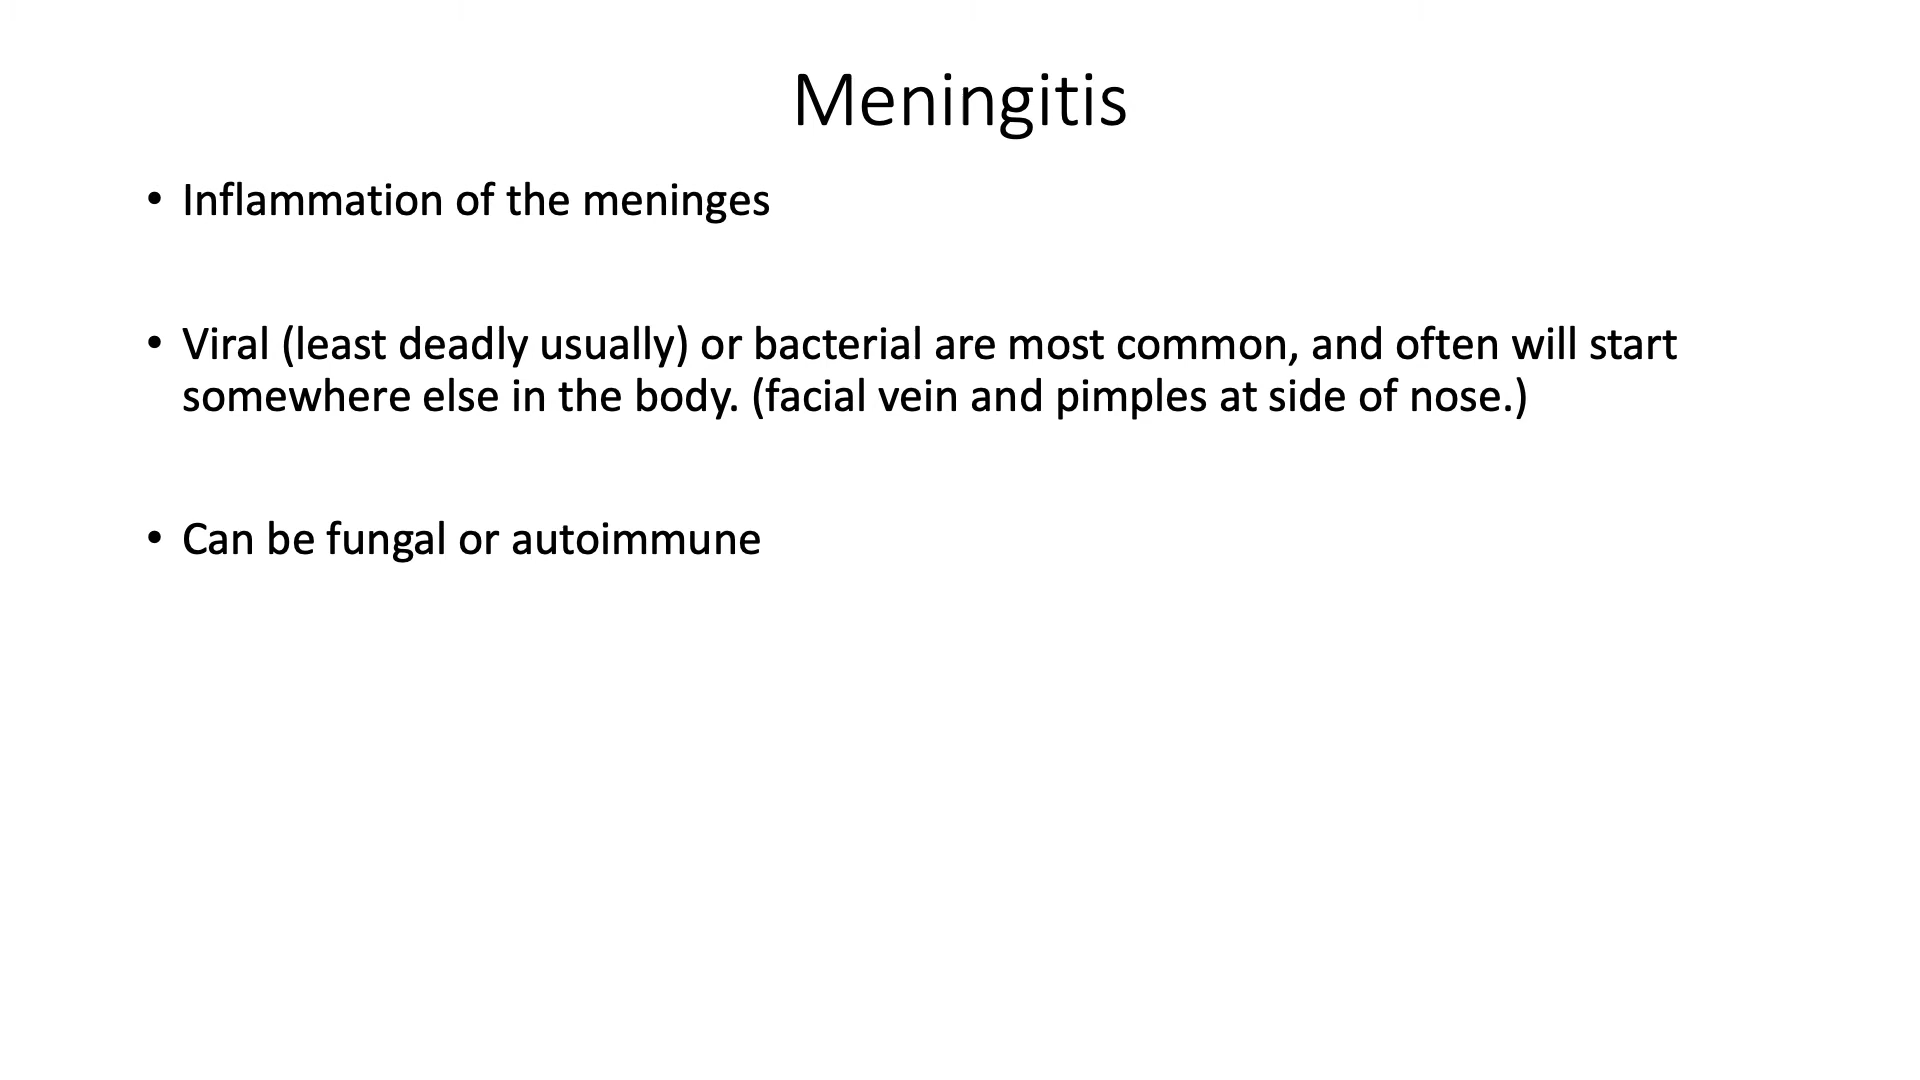 Meningitis
• Inflammation of the meninges
• Viral (least deadly usually) or bacterial are most common, and often will start
somewhere else in the body. (facial vein and pimples at side of nose.)
• Can be fungal or autoimmune